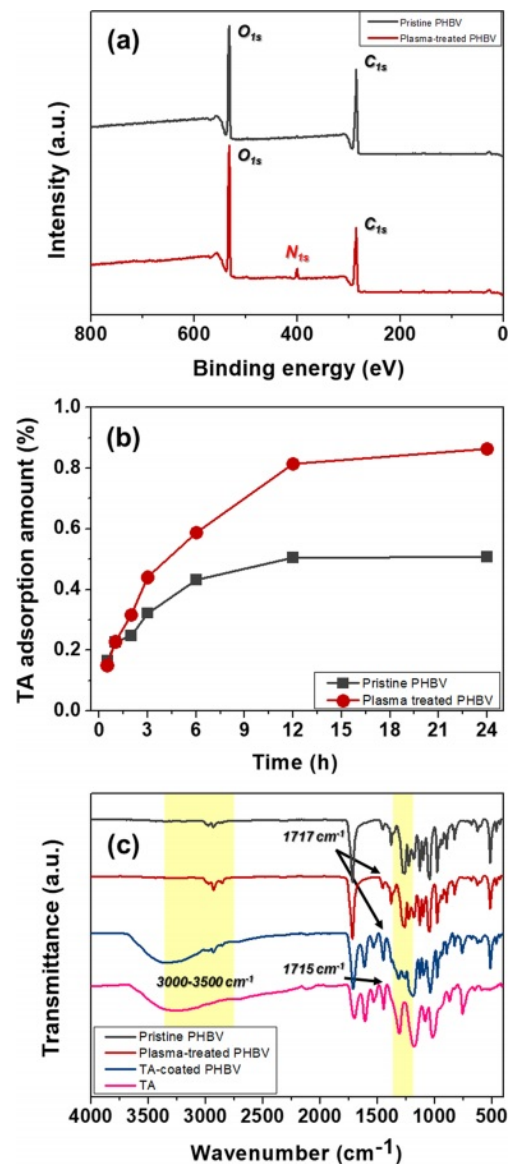 (a)
Pristine PHBV
Plasma-treated PHBV
O1s
C1s
O1s
N1s
C1s
Intensity (a.u.)
800 600 400 200 0
Binding energy (eV)
(b)
1.0
0.8
0.6
0.4
0.2
0.0
TA adsorption amount (%)
Pristine PHBV
Plasma treated PHBV
0 3 6 9 12 15 18 21 24
Time (h)
(c)
1717 cm-1
3000-3500 cm-1
1715 cm-1
Transmittance (a.u.)
Pristine PHBV
Plasma-treated PHBV
TA-coated PHBV
TA
4000 3500 3000 2500 2000 1500 1000 500
Wavenumber (cm-1)